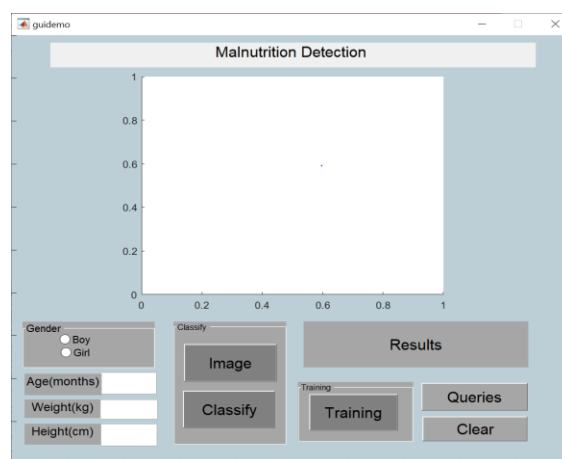 guidemo
Malnutrition Detection
1
0.8
0.6
0.4
0.2
0
0 0.2 0.4 0.6 0.8 1
Gender
Boy
Girl
Age(months)
Weight(kg)
Height(cm)
Classify
Image
Classify
Results
Training
Training
Queries
Clear